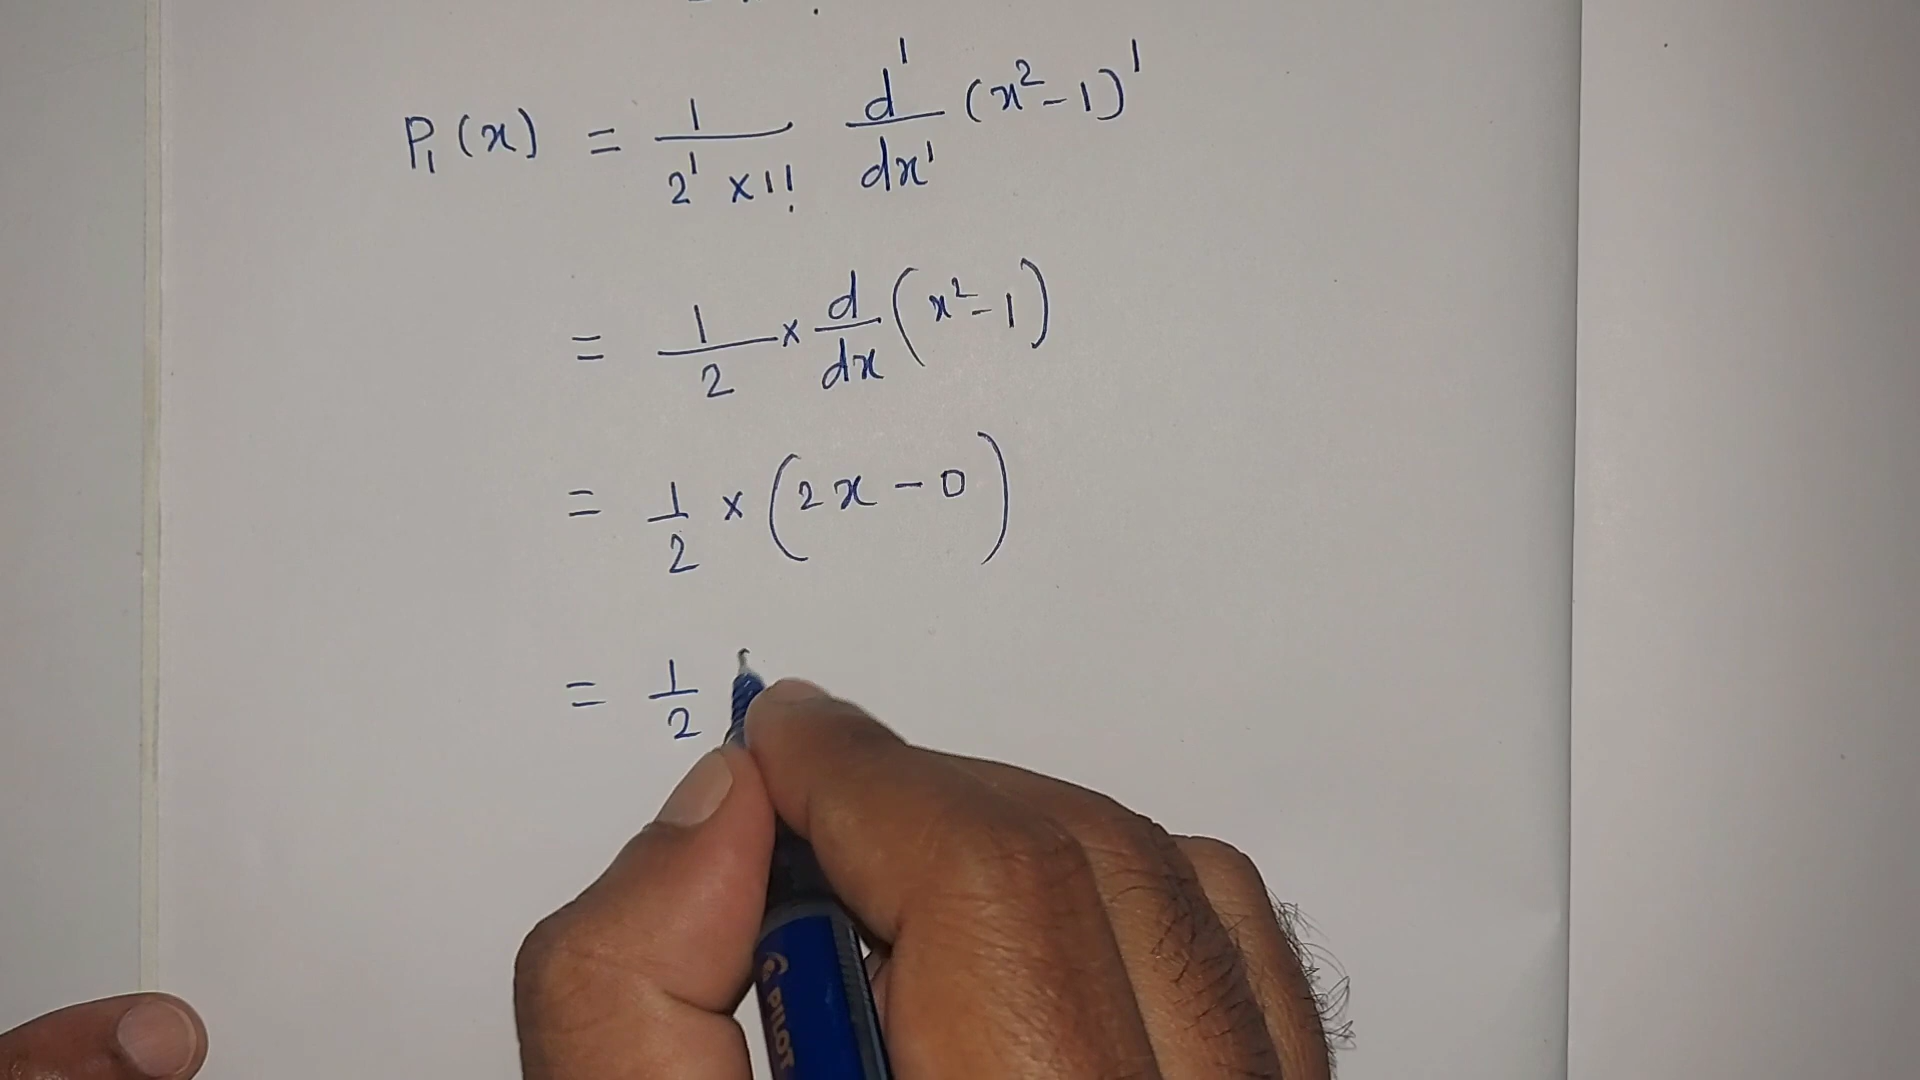 P₁(x) = 1/(2¹ × 1!) d¹/dx¹ (x² - 1)¹
= 1/2 × d/dx (x² - 1)
= 1/2 × (2x - 0)
= 1/2
PILOT